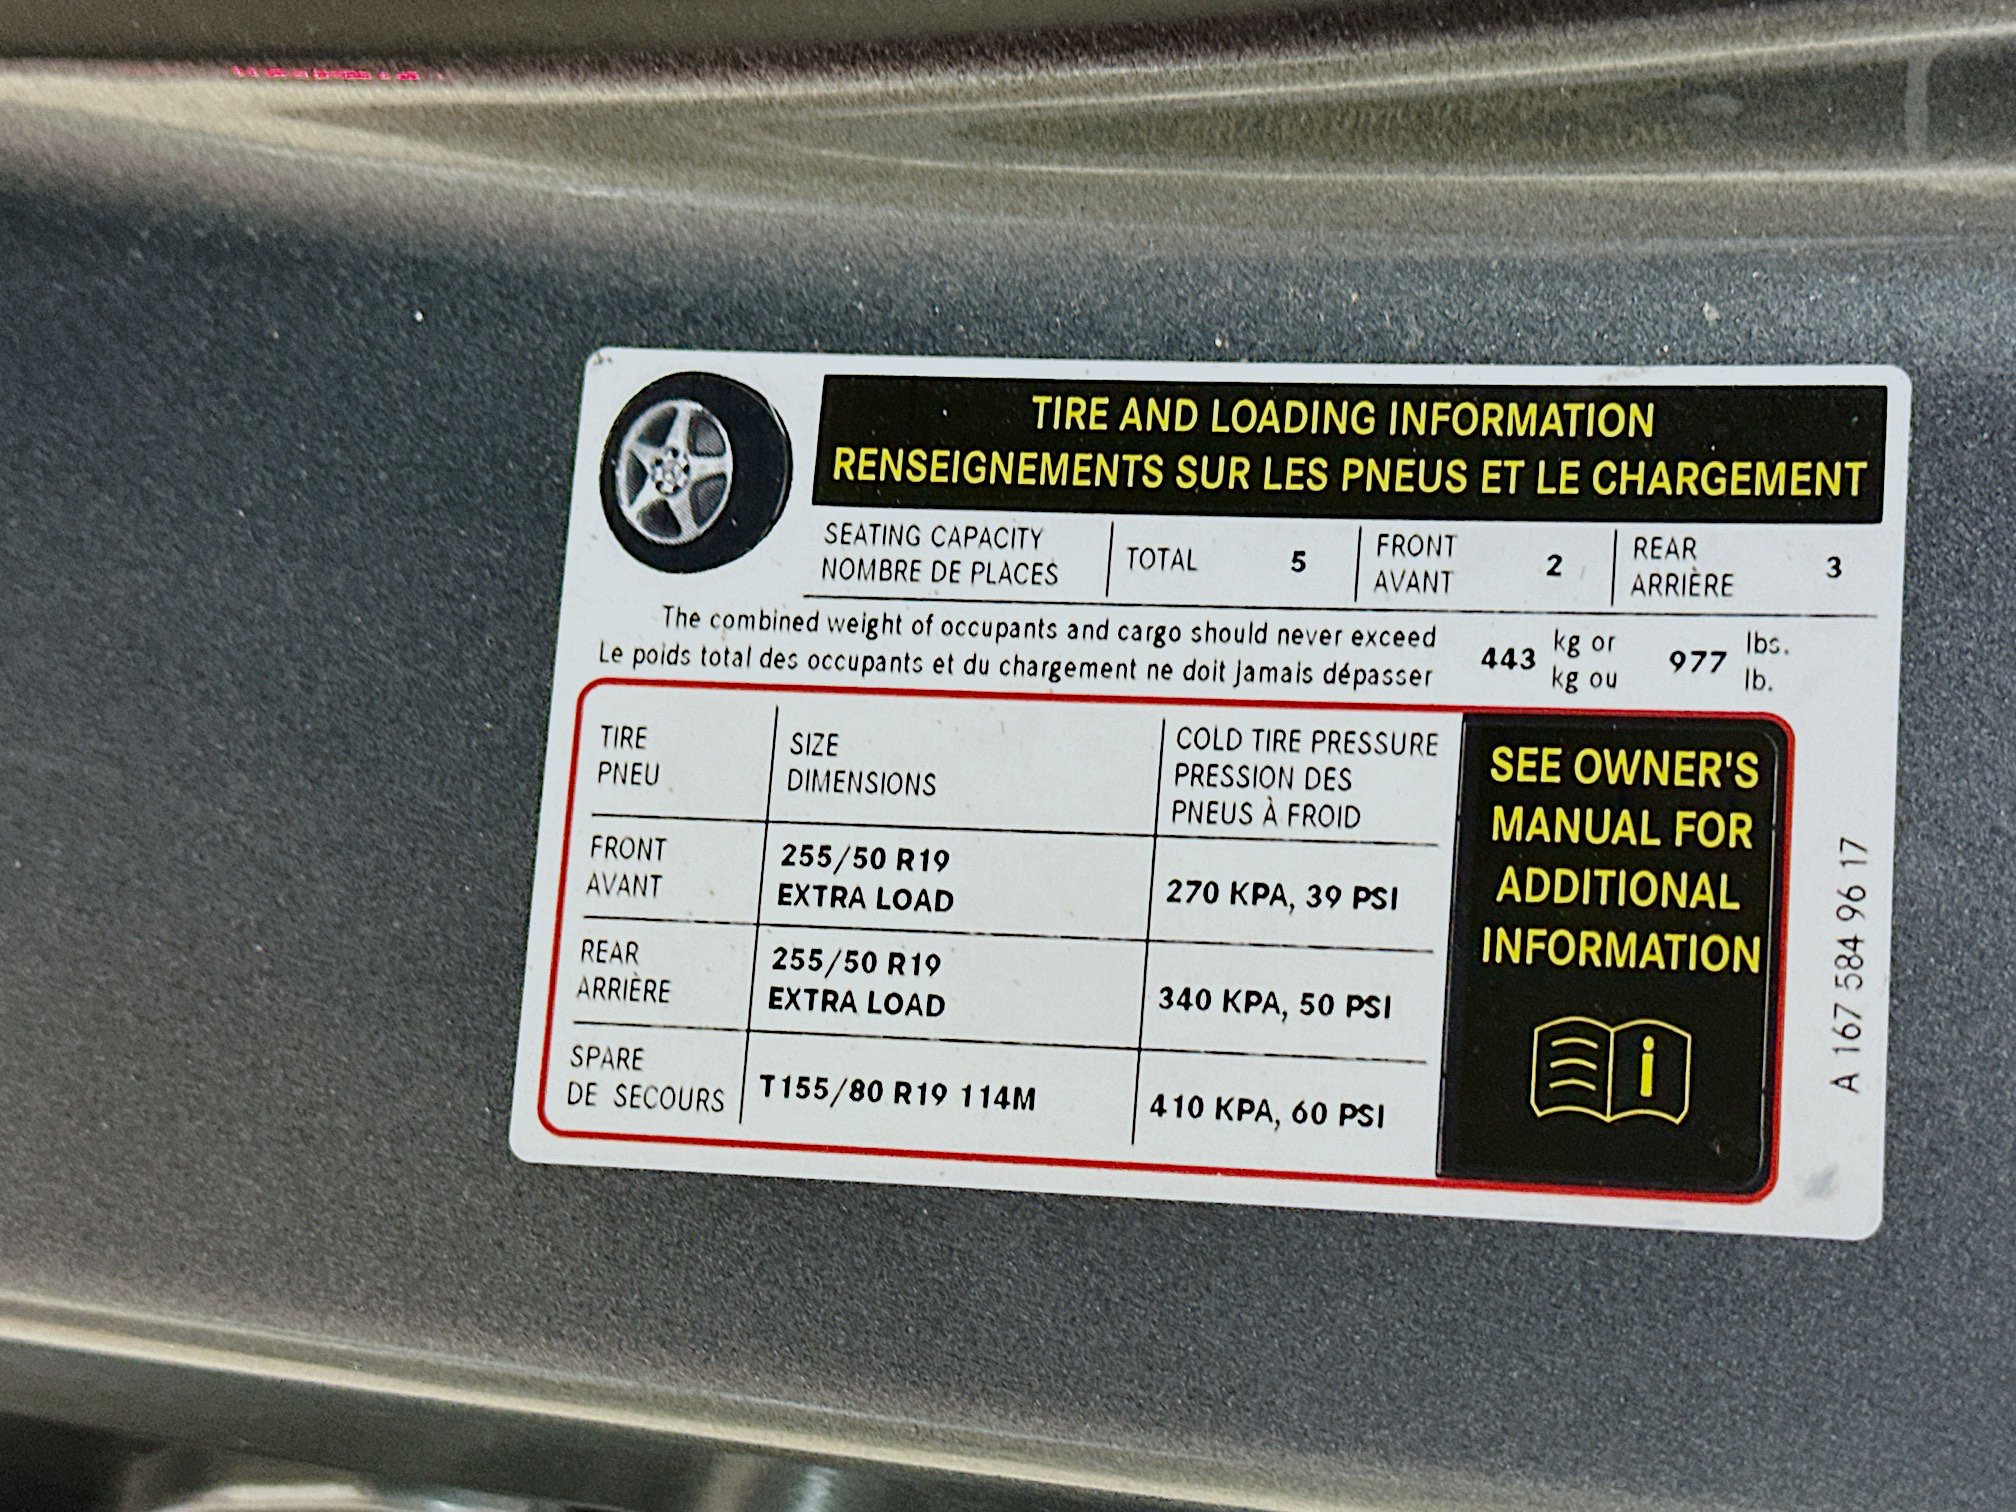 TIRE AND LOADING INFORMATION
RENSEIGNEMENTS SUR LES PNEUS ET LE CHARGEMENT
SEATING CAPACITY
NOMBRE DE PLACES
TOTAL 5
FRONT
AVANT
2
REAR
ARRIÈRE
3
The combined weight of occupants and cargo should never exceed 443 kg or 977 lbs.
Le poids total des occupants et du chargement ne doit jamais dépasser kg ou lb.
TIRE
PNEU
SIZE
DIMENSIONS
COLD TIRE PRESSURE
PRESSION DES
PNEUS À FROID
FRONT
AVANT
255/50 R19
EXTRA LOAD
270 KPA, 39 PSI
REAR
ARRIÈRE
255/50 R19
EXTRA LOAD
340 KPA, 50 PSI
SPARE
DE SECOURS
T155/80 R19 114M
410 KPA, 60 PSI
SEE OWNER'S
MANUAL FOR
ADDITIONAL
INFORMATION
A 167 584 96 17